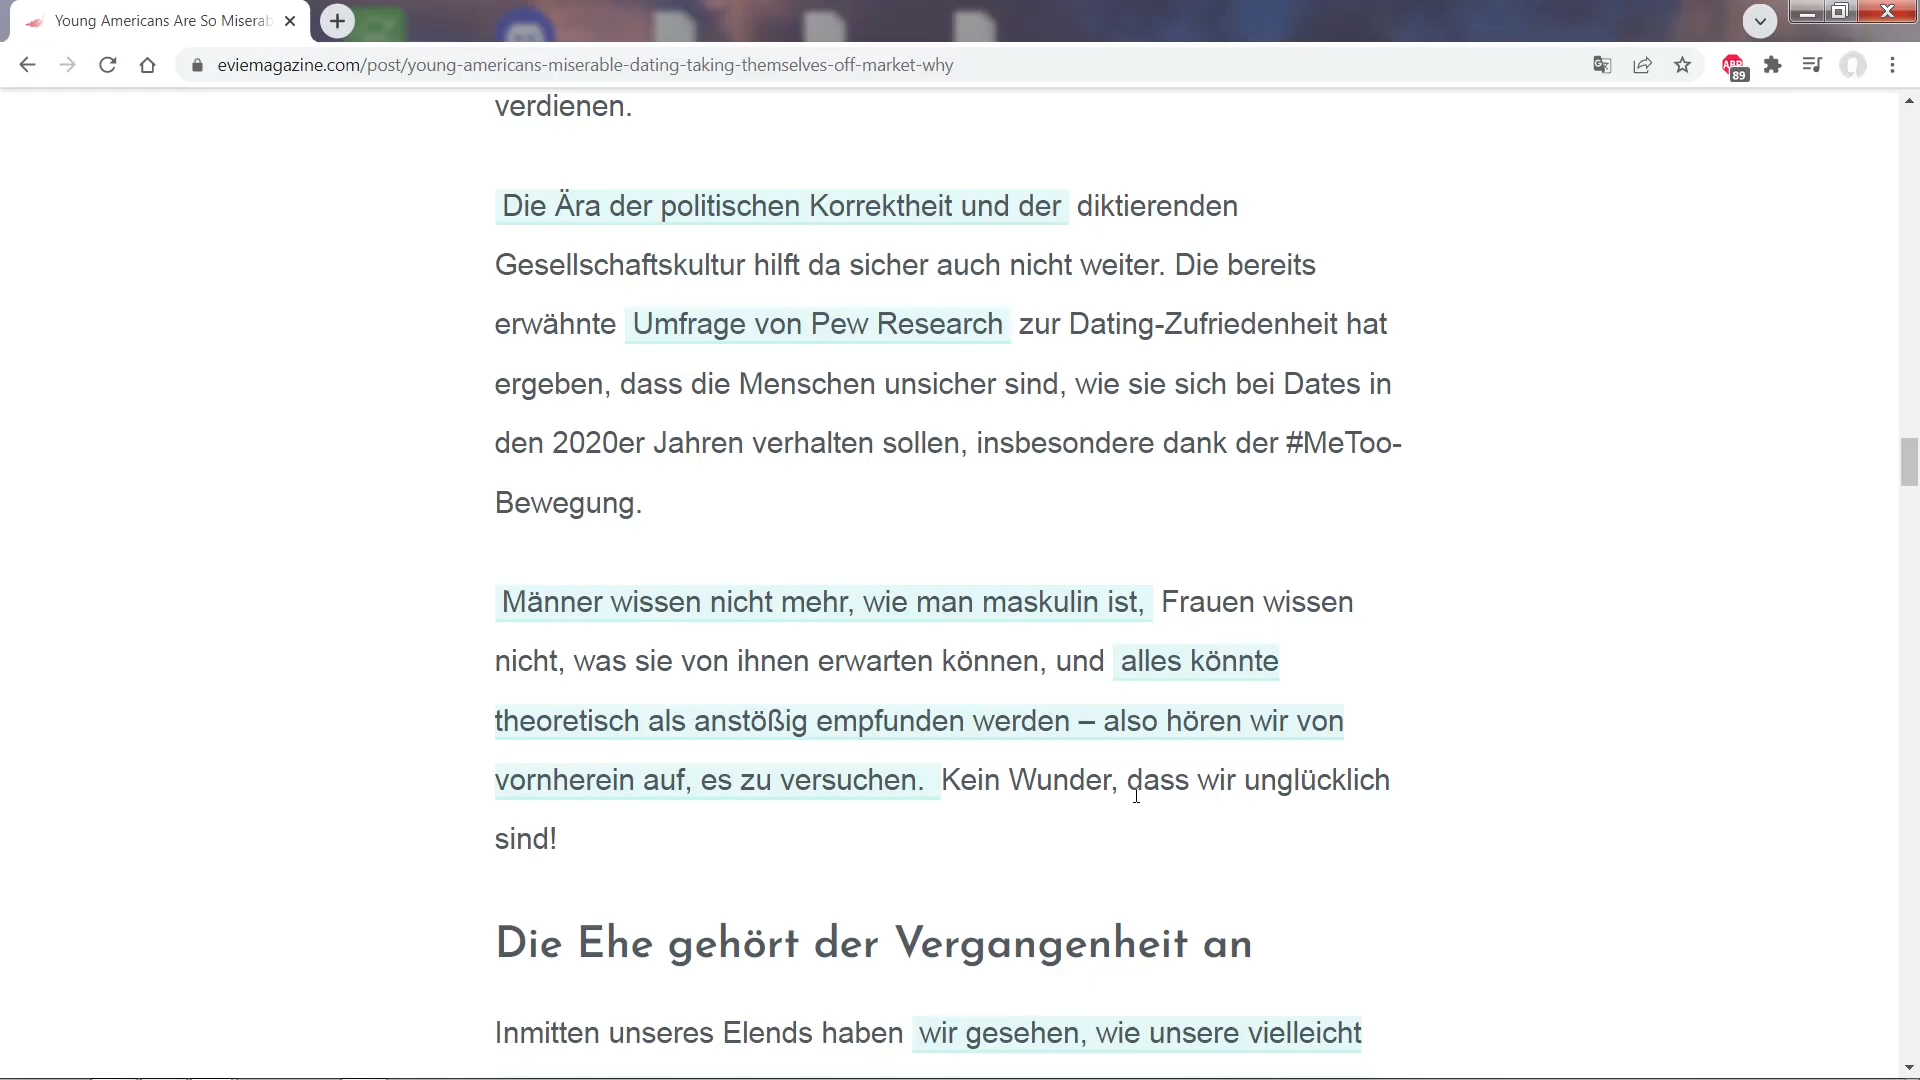 Young Americans Are So Miserab
eviemagazine.com/post/young-americans-miserable-dating-taking-themselves-off-market-why
ABP
89
verdienen.
Die Ära der politischen Korrektheit und der diktierenden
Gesellschaftskultur hilft da sicher auch nicht weiter. Die bereits
erwähnte Umfrage von Pew Research zur Dating-Zufriedenheit hat
ergeben, dass die Menschen unsicher sind, wie sie sich bei Dates in
den 2020er Jahren verhalten sollen, insbesondere dank der #MeToo-
Bewegung.
Männer wissen nicht mehr, wie man maskulin ist, Frauen wissen
nicht, was sie von ihnen erwarten können, und alles könnte
theoretisch als anstößig empfunden werden – also hören wir von
vornherein auf, es zu versuchen. Kein Wunder, dass wir unglücklich
sind!
Die Ehe gehört der Vergangenheit an
Inmitten unseres Elends haben wir gesehen, wie unsere vielleicht